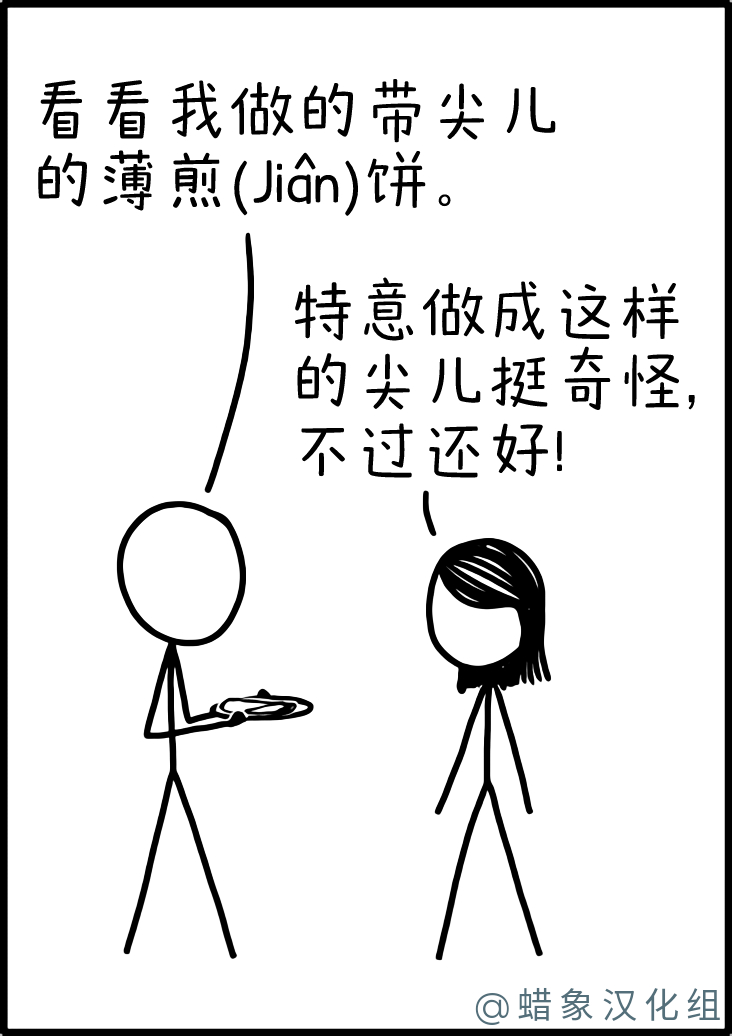 看看我做的带尖儿
的薄煎(Jiân)饼。
特意做成这样
的尖儿挺奇怪,
不过还好!
@蜡象汉化组